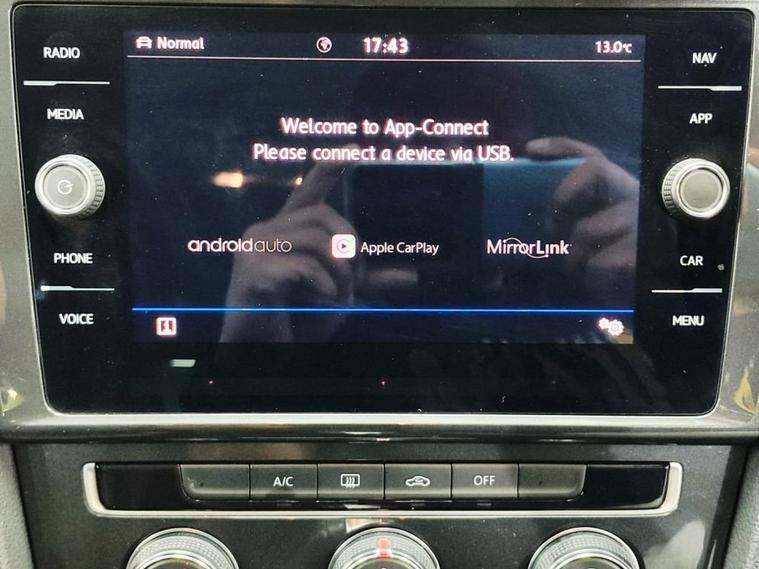 RADIO
MEDIA
PHONE
VOICE
Normal
17:43
13.0°C
Welcome to App-Connect
Please connect a device via USB.
androidauto
Apple CarPlay
MirrorLink
NAV
APP
CAR
MENU
A/C
OFF